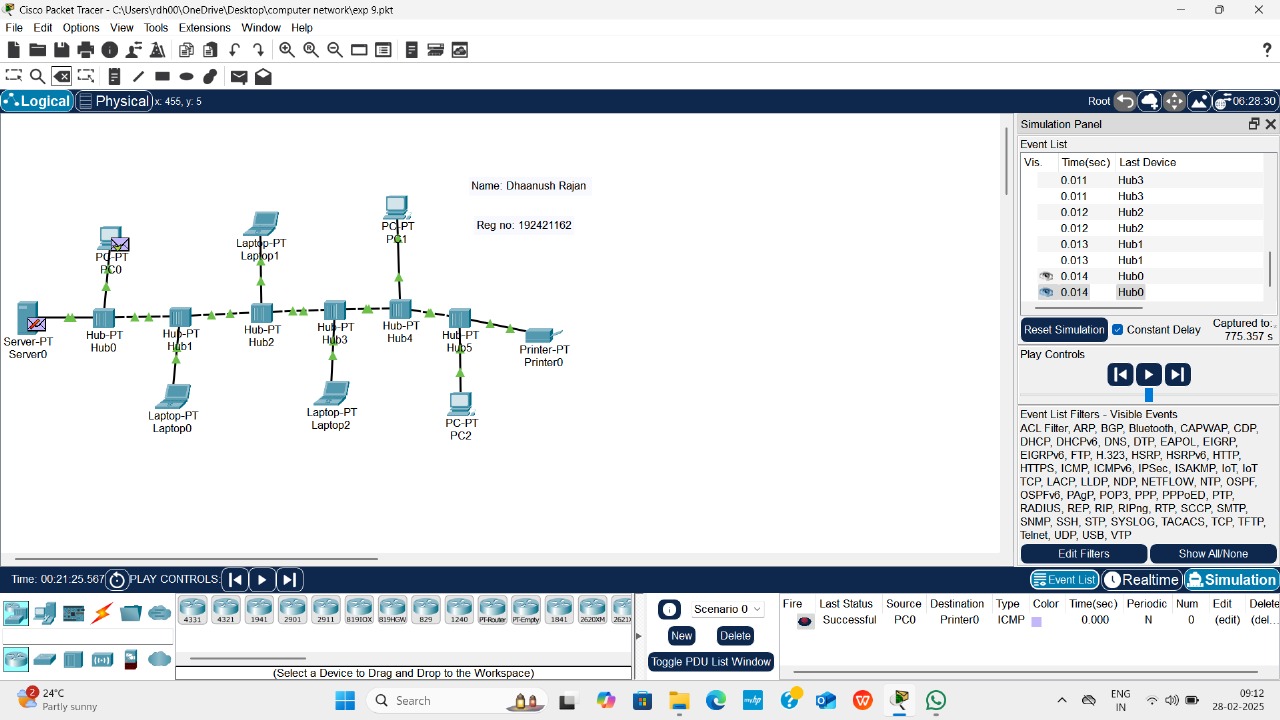 Cisco Packet Tracer - C:\Users\rdh00\OneDrive\Desktop\computer network\exp 9.pkt
File Edit Options View Tools Extensions Window Help
Logical Physical x: 455, y: 5 Root 06:28:30
Name: Dhaanush Rajan
Reg no: 192421162
PC-PT
PC0
Laptop-PT
Laptop1
PC-PT
PC1
Server-PT
Server0
Hub-PT
Hub0
Hub-PT
Hub1
Hub-PT
Hub2
Hub-PT
Hub3
Hub-PT
Hub4
Hub-PT
Hub5
Printer-PT
Printer0
Laptop-PT
Laptop0
Laptop-PT
Laptop2
PC-PT
PC2
Simulation Panel
Event List
Vis. Time(sec) Last Device
0.011 Hub3
0.011 Hub3
0.012 Hub2
0.012 Hub2
0.013 Hub1
0.013 Hub1
0.014 Hub0
0.014 Hub0
Reset Simulation Constant Delay Captured to:..
775.357 s
Play Controls
Event List Filters - Visible Events
ACL Filter, ARP, BGP, Bluetooth, CAPWAP, CDP,
DHCP, DHCPv6, DNS, DTP, EAPOL, EIGRP,
EIGRPv6, FTP, H.323, HSRP, HSRPv6, HTTP,
HTTPS, ICMP, ICMPv6, IPSec, ISAKMP, IoT, IoT
TCP, LACP, LLDP, NDP, NETFLOW, NTP, OSPF,
OSPFv6, PAgP, POP3, PPP, PPPoED, PTP,
RADIUS, REP, RIP, RIPng, RTP, SCCP, SMTP,
SNMP, SSH, STP, SYSLOG, TACACS, TCP, TFTP,
Telnet, UDP, USB, VTP
Edit Filters Show All/None
Time: 00:21:25.567 PLAY CONTROLS: Event List Realtime Simulation
4331 4321 1941 2901 2911 819IOX 819HGW 829 1240 PT-Router PT-Empty 1841 2620XM 2621X
(Select a Device to Drag and Drop to the Workspace)
Scenario 0
New Delete
Toggle PDU List Window
Fire Last Status Source Destination Type Color Time(sec) Periodic Num Edit Delete
Successful PC0 Printer0 ICMP 0.000 N 0 (edit) (del...
2
24°C
Partly sunny
Search
ENG
IN
09:12
28-02-2025